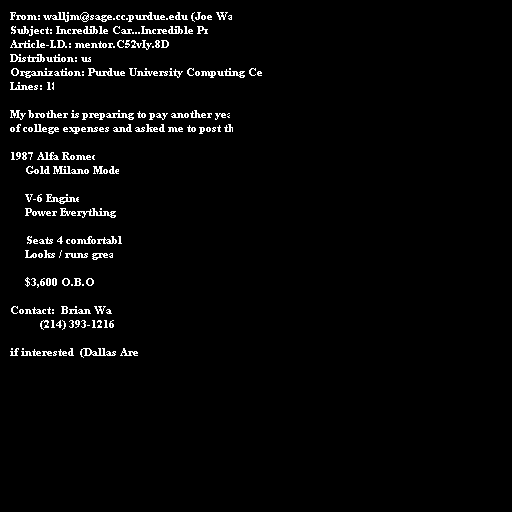 From: walljm@sage.cc.purdue.edu (Joe Wa
Subject: Incredible Car...Incredible Pr
Article-I.D.: mentor.C52vIy.8D
Distribution: us
Organization: Purdue University Computing Ce
Lines: 18
My brother is preparing to pay another yea
of college expenses and asked me to post th
1987 Alfa Romeo
Gold Milano Mode
V-6 Engine
Power Everything
Seats 4 comfortabl
Looks / runs grea
$3,600 O.B.O
Contact: Brian Wa
(214) 393-1216
if interested (Dallas Are